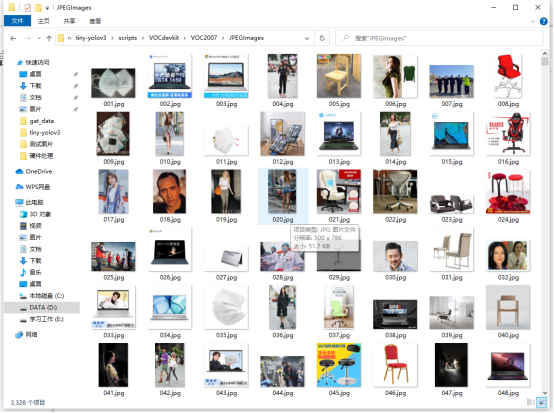 JPEGImages
文件
主页
共享
查看
« tiny-yolov3 › scripts › VOCdevkit › VOC2007 › JPEGImages
搜索"JPEGImages"
快速访问
桌面
下载
文档
图片
gat_data
tiny-yolov3
测试图片
硬件处理
OneDrive
WPS网盘
此电脑
3D 对象
视频
图片
文档
下载
音乐
桌面
本地磁盘 (C:)
DATA (D:)
学习工作 (E:)
网络
001.jpg
002.jpg
003.jpg
004.jpg
005.jpg
006.jpg
007.jpg
008.jpg
009.jpg
010.jpg
011.jpg
012.jpg
013.jpg
014.jpg
015.jpg
016.jpg
017.jpg
018.jpg
019.jpg
020.jpg
021.jpg
022.jpg
023.jpg
024.jpg
项目类型: JPG 图片文件
分辨率: 500 x 786
大小: 51.7 KB
025.jpg
026.jpg
027.jpg
028.jpg
029.jpg
030.jpg
031.jpg
032.jpg
033.jpg
034.jpg
035.jpg
036.jpg
037.jpg
038.jpg
039.jpg
040.jpg
041.jpg
042.jpg
043.jpg
044.jpg
045.jpg
046.jpg
047.jpg
048.jpg
GTX 1650
3,328 个项目